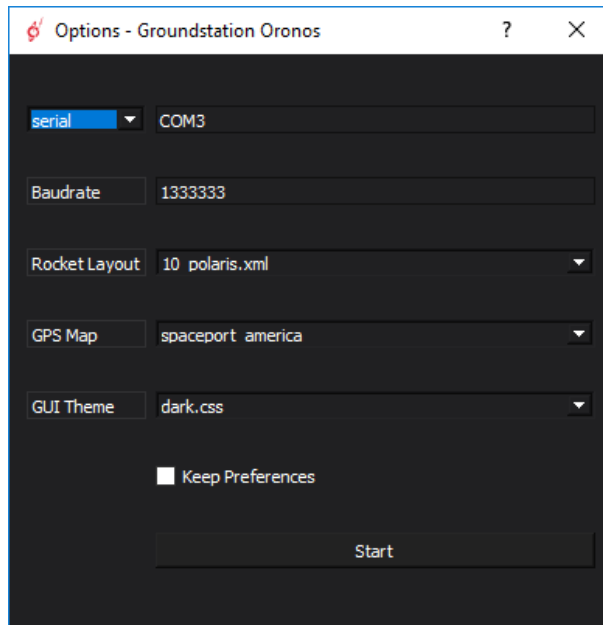 Options - Groundstation Oronos ?
serial COM3
Baudrate 1333333
Rocket Layout 10_polaris.xml
GPS Map spaceport_america
GUI Theme dark.css
Keep Preferences
Start